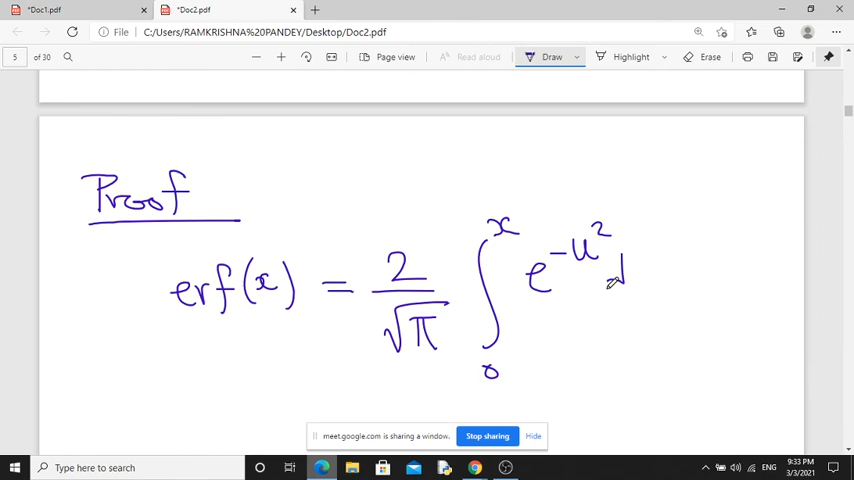 *Doc1.pdf
*Doc2.pdf
File
C:/Users/RAMKRISHNA%20PANDEY/Desktop/Doc2.pdf
5 of 30
Page view
Read aloud
Draw
Highlight
Erase
Proof
erf(x) = 2/√π ∫₀ˣ e^{-u²} d
meet.google.com is sharing a window.
Stop sharing
Hide
Type here to search
ENG
9:33 PM
3/3/2021